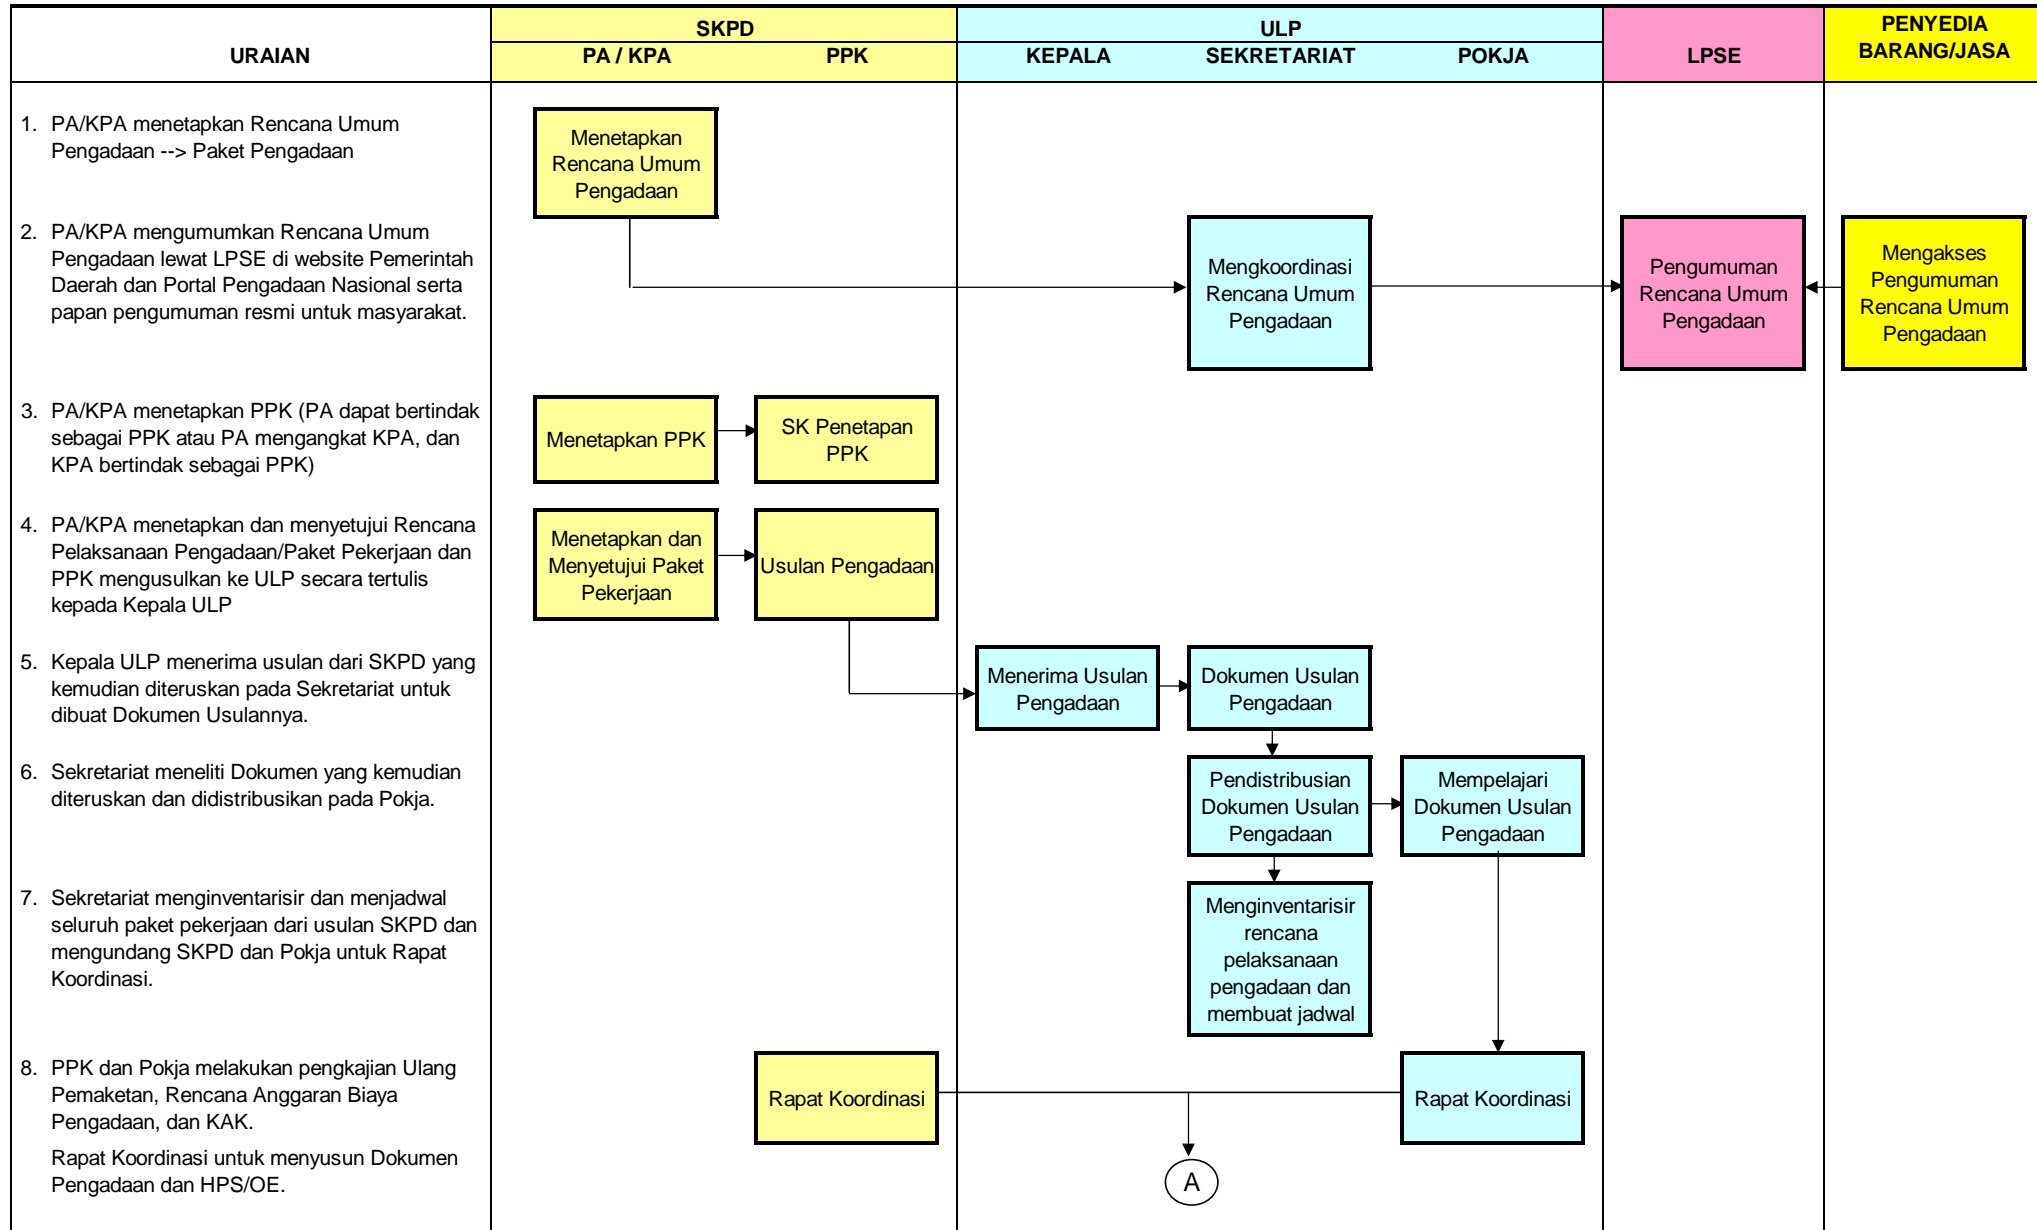 URAIAN
SKPD
PA / KPA
PPK
ULP
KEPALA
SEKRETARIAT
POKJA
LPSE
PENYEDIA
BARANG/JASA
1. PA/KPA menetapkan Rencana Umum
Pengadaan --> Paket Pengadaan
Menetapkan
Rencana Umum
Pengadaan
2. PA/KPA mengumumkan Rencana Umum
Pengadaan lewat LPSE di website Pemerintah
Daerah dan Portal Pengadaan Nasional serta
papan pengumuman resmi untuk masyarakat.
Mengkoordinasi
Rencana Umum
Pengadaan
Pengumuman
Rencana Umum
Pengadaan
Mengakses
Pengumuman
Rencana Umum
Pengadaan
3. PA/KPA menetapkan PPK (PA dapat bertindak
sebagai PPK atau PA mengangkat KPA, dan
KPA bertindak sebagai PPK)
Menetapkan PPK
SK Penetapan
PPK
4. PA/KPA menetapkan dan menyetujui Rencana
Pelaksanaan Pengadaan/Paket Pekerjaan dan
PPK mengusulkan ke ULP secara tertulis
kepada Kepala ULP
Menetapkan dan
Menyetujui Paket
Pekerjaan
Usulan Pengadaan
5. Kepala ULP menerima usulan dari SKPD yang
kemudian diteruskan pada Sekretariat untuk
dibuat Dokumen Usulannya.
Menerima Usulan
Pengadaan
Dokumen Usulan
Pengadaan
6. Sekretariat meneliti Dokumen yang kemudian
diteruskan dan didistribusikan pada Pokja.
Pendistribusian
Dokumen Usulan
Pengadaan
Mempelajari
Dokumen Usulan
Pengadaan
7. Sekretariat menginventarisir dan menjadwal
seluruh paket pekerjaan dari usulan SKPD dan
mengundang SKPD dan Pokja untuk Rapat
Koordinasi.
Menginventarisir
rencana
pelaksanaan
pengadaan dan
membuat jadwal
8. PPK dan Pokja melakukan pengkajian Ulang
Pemaketan, Rencana Anggaran Biaya
Pengadaan, dan KAK.
Rapat Koordinasi untuk menyusun Dokumen
Pengadaan dan HPS/OE.
Rapat Koordinasi
Rapat Koordinasi
A